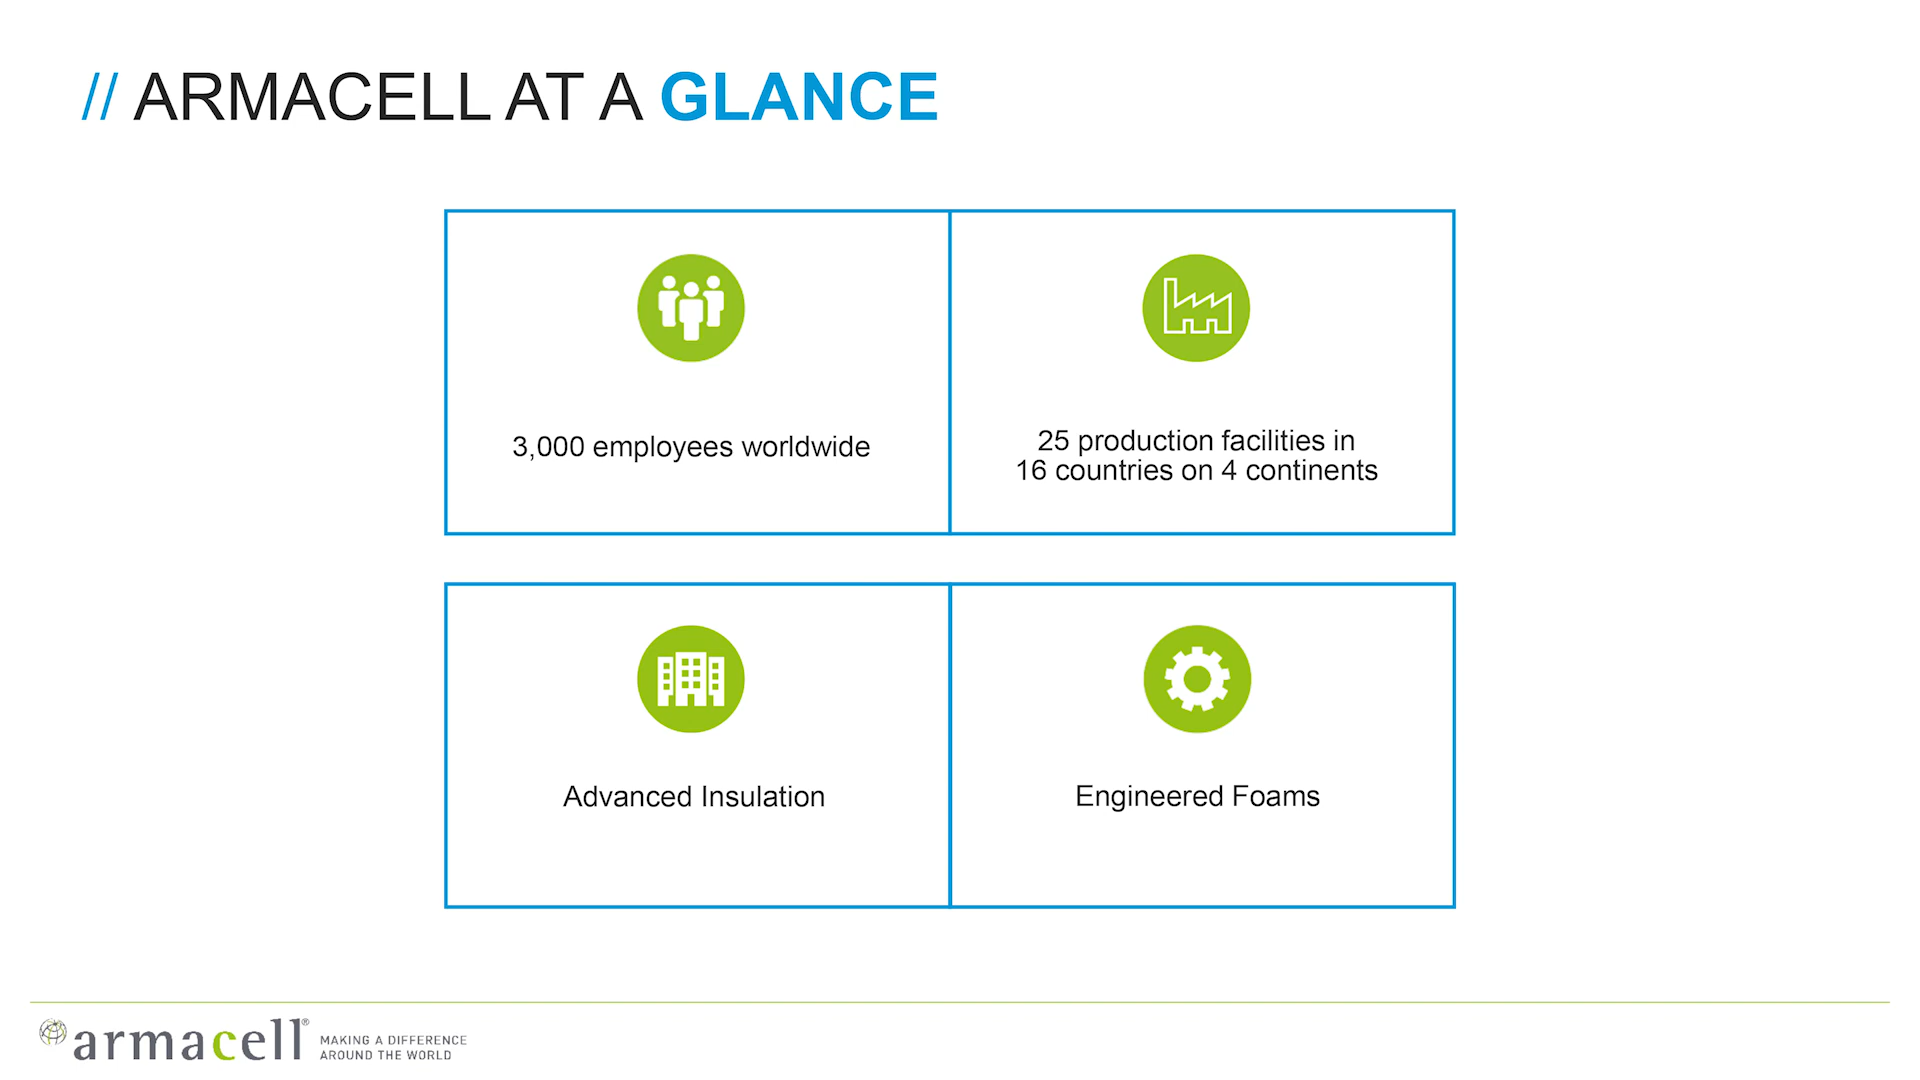 // ARMACELL AT A GLANCE
3,000 employees worldwide
25 production facilities in
16 countries on 4 continents
Advanced Insulation
Engineered Foams
armacell®
MAKING A DIFFERENCE
AROUND THE WORLD